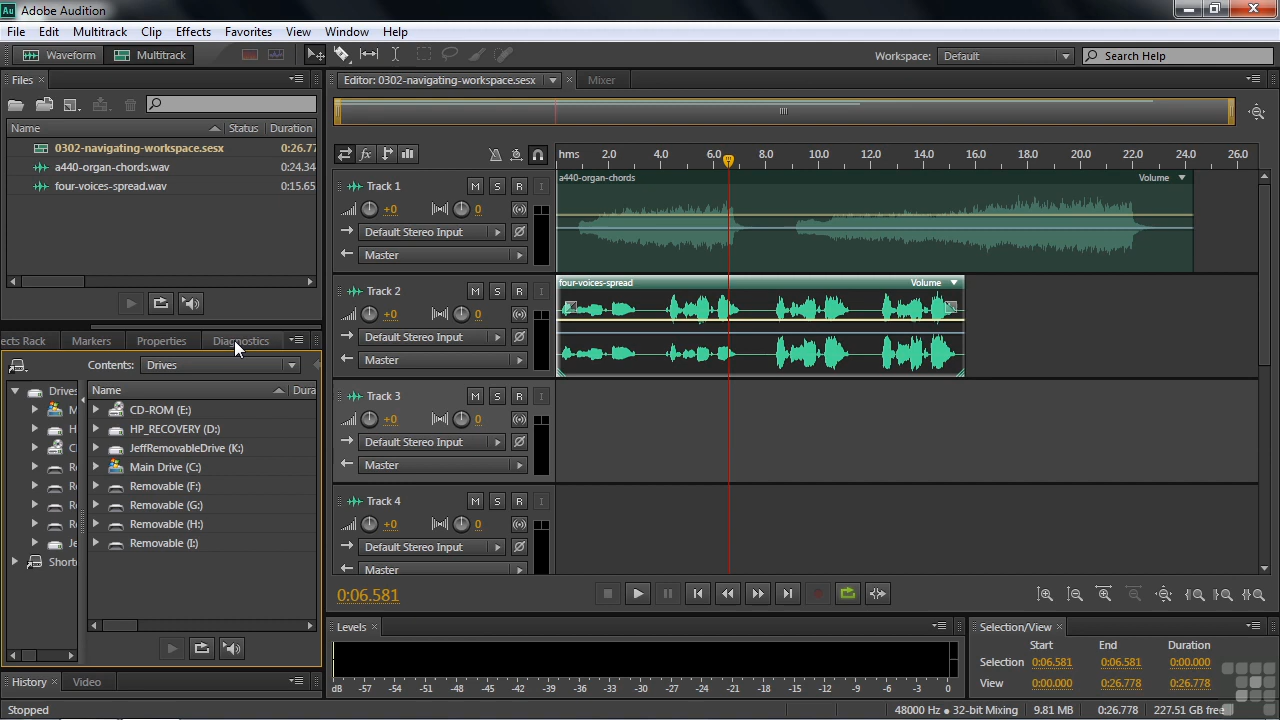 Au Adobe Audition
File Edit Multitrack Clip Effects Favorites View Window Help
Waveform Multitrack Workspace: Default Search Help
Files × Editor: 0302-navigating-workspace.sesx × Mixer
Name Status Duration
0302-navigating-workspace.sesx 0:26.77
a440-organ-chords.wav 0:24.34
four-voices-spread.wav 0:15.65
fx hms 2.0 4.0 6.0 8.0 10.0 12.0 14.0 16.0 18.0 20.0 22.0 24.0 26.0
Track 1 M S R I
+0 0
Default Stereo Input
Master
a440-organ-chords Volume
Track 2 M S R I
+0 0
Default Stereo Input
Master
four-voices-spread Volume
Track 3 M S R I
+0 0
Default Stereo Input
Master
Track 4 M S R I
+0 0
Default Stereo Input
Master
ects Rack Markers Properties Diagnostics
Contents: Drives
Drive: Name Dura
M CD-ROM (E:)
H HP_RECOVERY (D:)
C JeffRemovableDrive (K:)
Re Main Drive (C:)
Re Removable (F:)
Re Removable (G:)
Re Removable (H:)
Je Removable (I:)
Shorto
0:06.581
History × Video
Levels ×
dB -57 -54 -51 -48 -45 -42 -39 -36 -33 -30 -27 -24 -21 -18 -15 -12 -9 -6 -3 0
Selection/View ×
Start End Duration
Selection 0:06.581 0:06.581 0:00.000
View 0:00.000 0:26.778 0:26.778
Stopped 48000 Hz ● 32-bit Mixing 9.81 MB 0:26.778 227.51 GB free